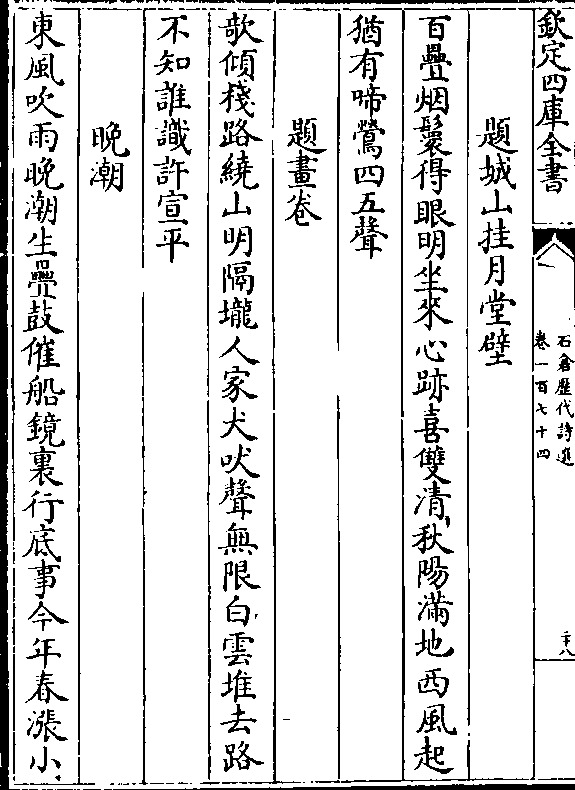 欽定四庫全書
石倉歷代詩選
卷一百七十四
十八
題城山挂月堂壁
百疊烟鬟得眼明坐來心跡喜雙清秋陽滿地西風起
猶有啼鶯四五聲
題畫卷
欹傾棧路繞山明隔壠人家犬吠聲無限白雲堆去路
不知誰識許宣平
晚潮
東風吹雨晚潮生疊鼓催船鏡裏行底事今年春漲小